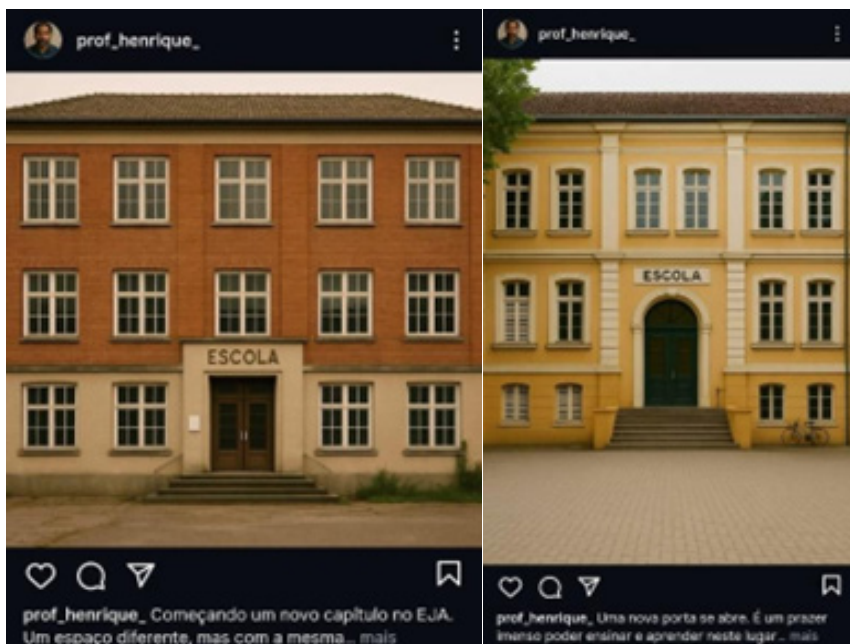 prof_henrique_
ESCOLA
prof_henrique_ Começando um novo capítulo no EJA.
Um espaço diferente, mas com a mesma... mais
prof_henrique_
ESCOLA
prof_henrique_ Uma nova porta se abre. É um prazer
imenso poder ensinar e aprender neste lugar... mais